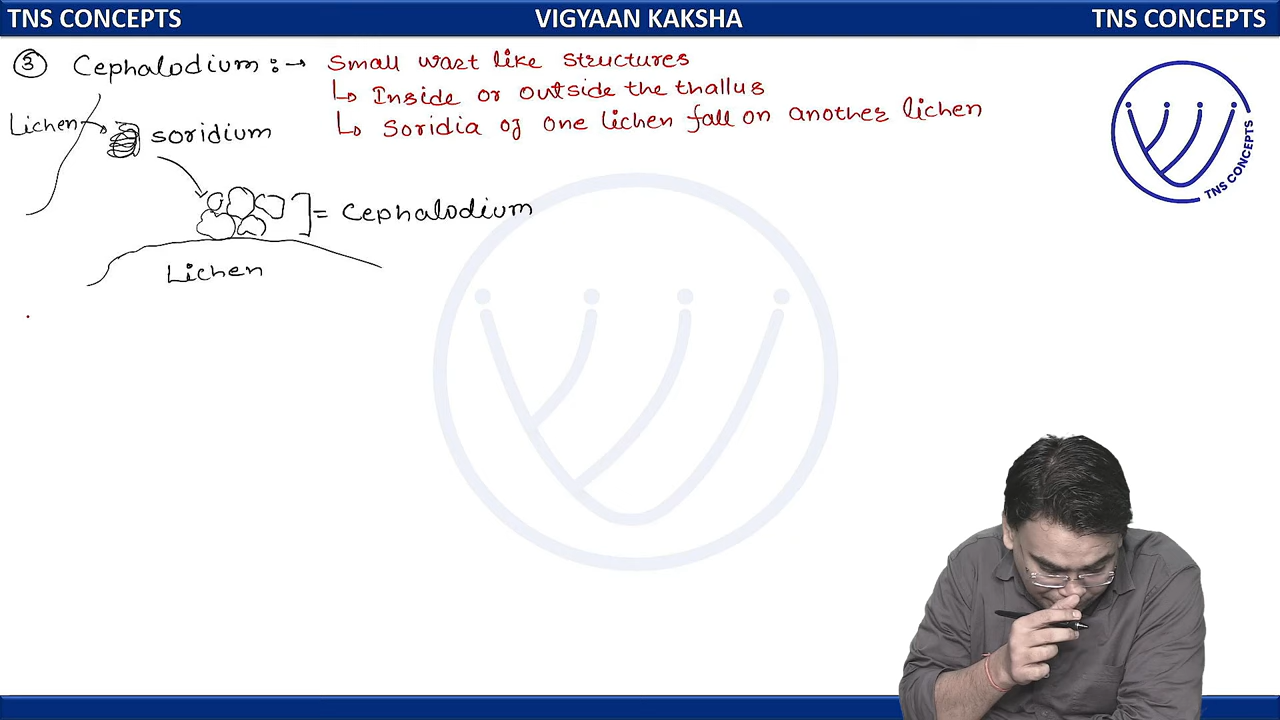 TNS CONCEPTS
VIGYAAN KAKSHA
TNS CONCEPTS
③ Cephalodium :→ Small wart like structures
↳ Inside or outside the thallus
↳ Soridia of one lichen fall on another lichen
Lichen
soridium
= cephalodium
Lichen
TNS CONCEPTS